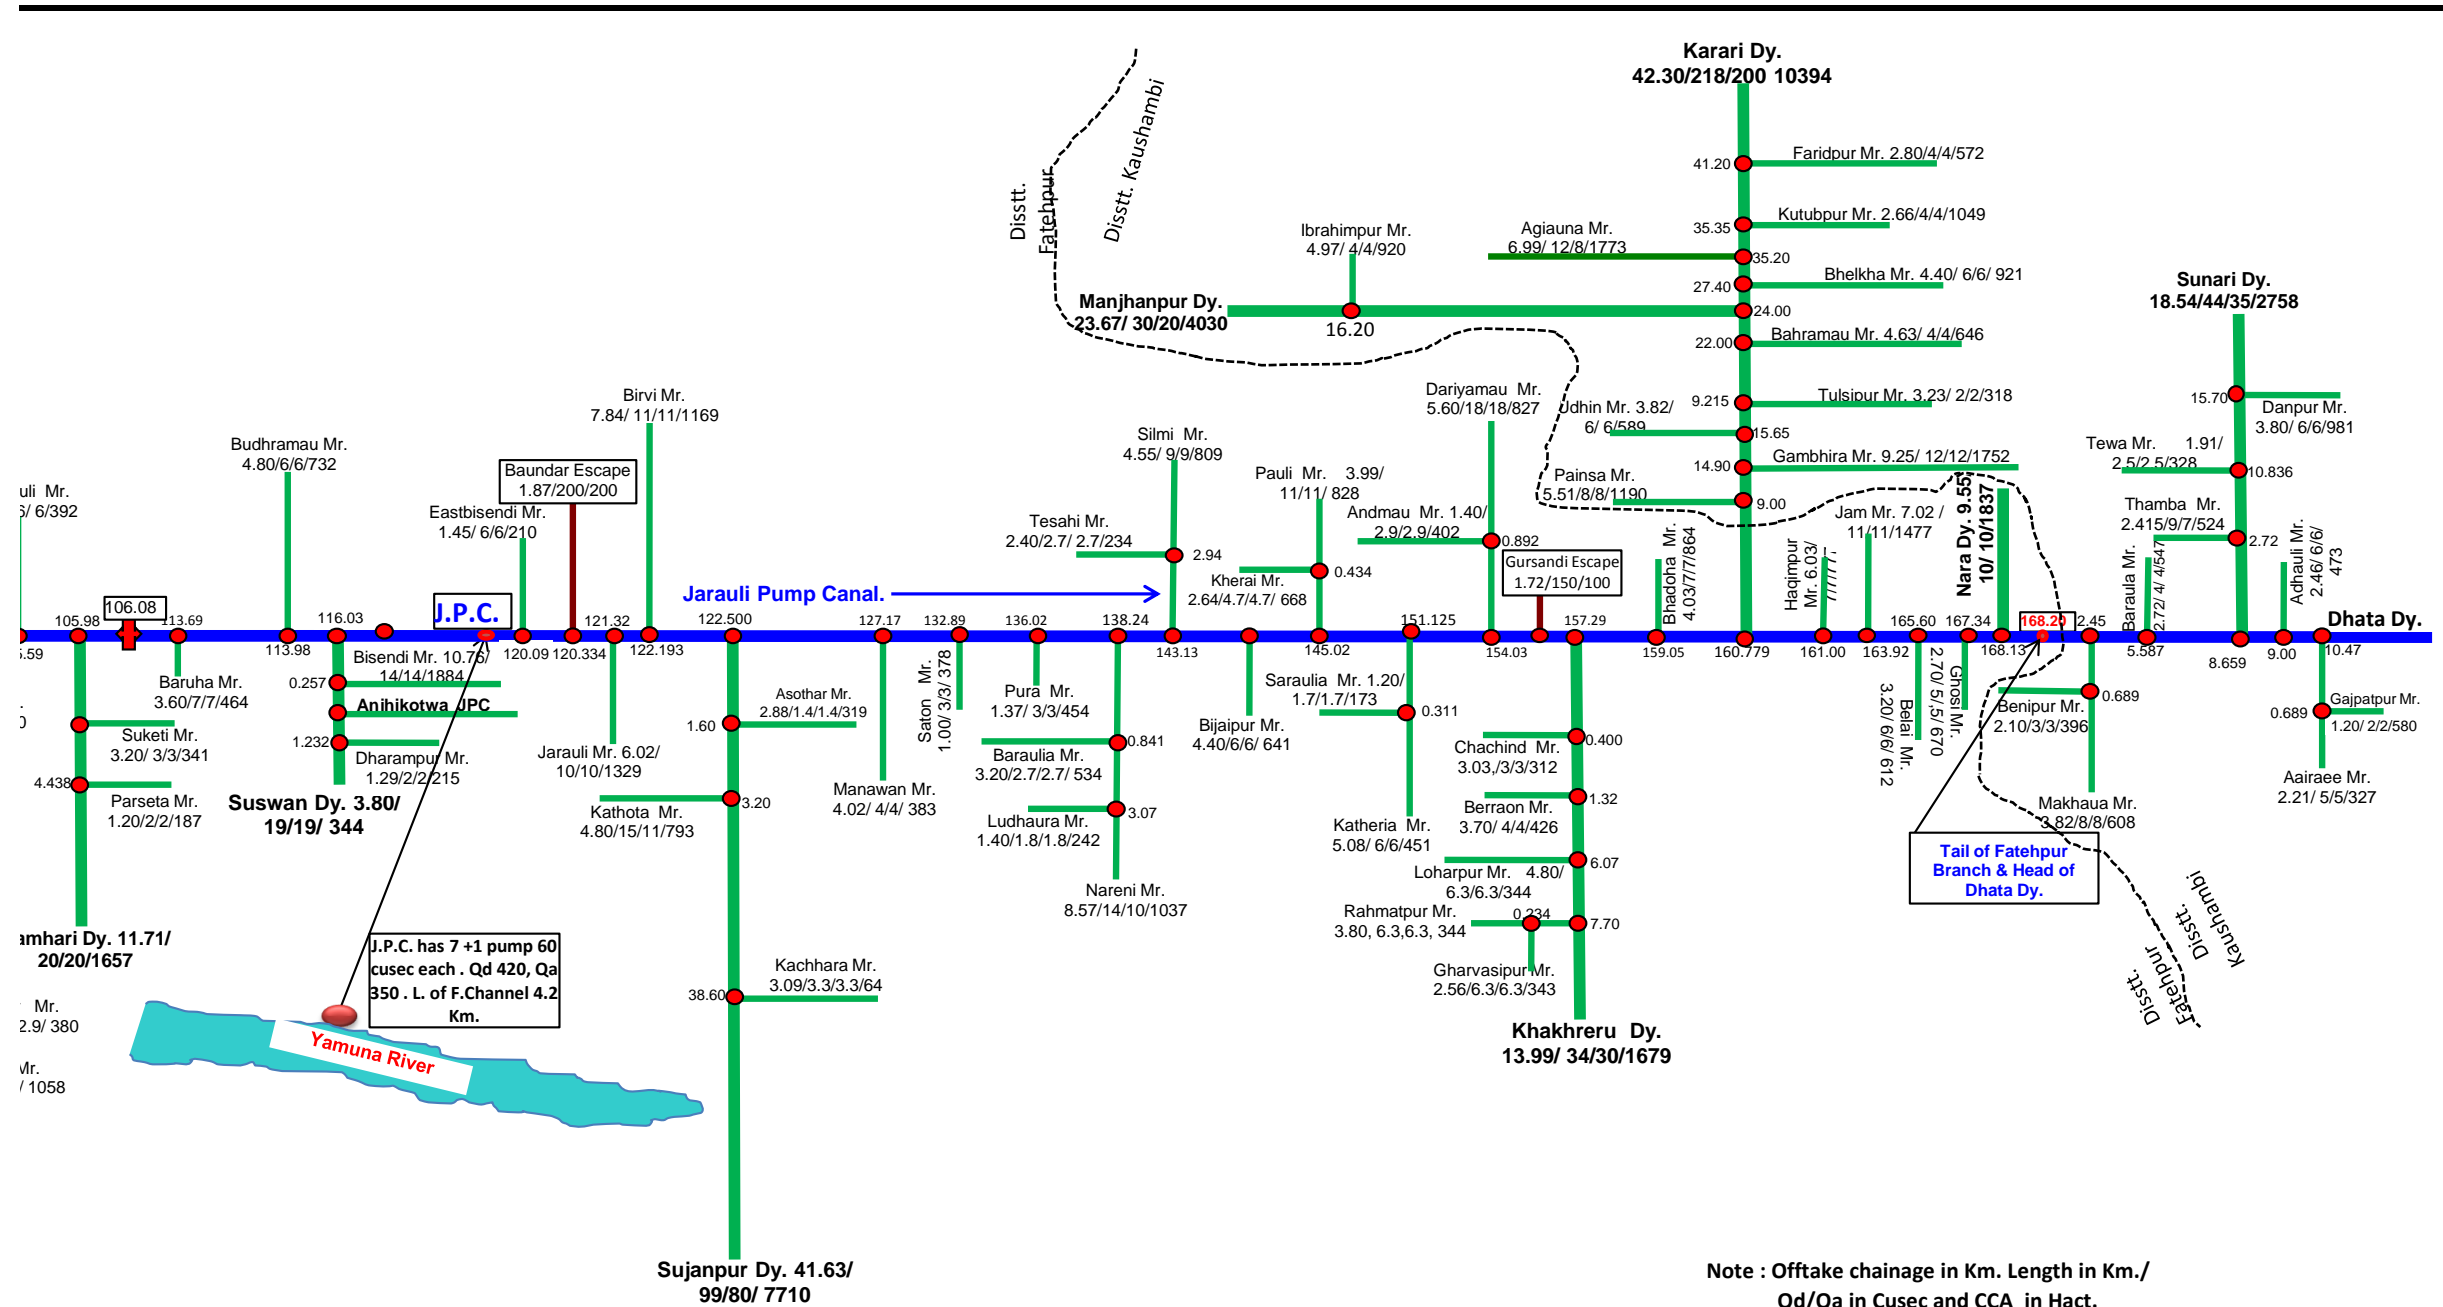 Karari Dy.
42.30/218/200 10394
Disstt.
Fatehpur
Disstt. Kaushambi
41.20
Faridpur Mr. 2.80/4/4/572
35.35
Kutubpur Mr. 2.66/4/4/1049
Ibrahimpur Mr.
4.97/ 4/4/920
Agiauna Mr.
6.99/ 12/8/1773
35.20
27.40
Bhelkha Mr. 4.40/ 6/6/ 921
Manjhanpur Dy.
23.67/ 30/20/4030
16.20
24.00
22.00
Bahramau Mr. 4.63/ 4/4/646
Sunari Dy.
18.54/44/35/2758
Birvi Mr.
7.84/ 11/11/1169
Dariyamau Mr.
5.60/18/18/827
Udhin Mr. 3.82/
6/ 6/589
9.215
Tulsipur Mr. 3.23/ 2/2/318
15.65
15.70
Danpur Mr.
3.80/ 6/6/981
Budhramau Mr.
4.80/6/6/732
Baundar Escape
1.87/200/200
Silmi Mr.
4.55/ 9/9/809
Pauli Mr. 3.99/
11/11/ 828
Painsa Mr.
5.51/8/8/1190
14.90
Gambhira Mr. 9.25/ 12/12/1752
9.00
Tewa Mr. 1.91/
2.5/2.5/328
10.836
uli Mr.
6/392
Eastbisendi Mr.
1.45/ 6/6/210
Tesahi Mr.
2.40/2.7/ 2.7/234
2.94
Andmau Mr. 1.40/
2.9/2.9/402
0.892
Jam Mr. 7.02 /
11/11/1477
Nara Dy. 9.55
10/ 10/1837
Thamba Mr.
2.415/9/7/524
2.72
Kherai Mr.
2.64/4.7/4.7/ 668
0.434
Gursandi Escape
1.72/150/100
Bhadoha Mr.
4.03/7/7/864
Haqimpur
Mr. 6.03/
Baraula Mr.
2.72/ 4/ 4/547
Adhauli Mr.
2.46/ 6/6/
473
Jarauli Pump Canal.
J.P.C.
106.08
105.98
113.69
116.03
121.32
122.500
127.17
132.89
136.02
138.24
151.125
157.29
165.60
167.34
168.20
2.45
Dhata Dy.
5.59
113.98
120.09
120.334
122.193
143.13
145.02
154.03
159.05
160.779
161.00
163.92
168.13
5.587
8.659
9.00
10.47
Baruha Mr.
3.60/7/7/464
Bisendi Mr. 10.76/
14/14/1884
0.257
Anihikotwa JPC
1.232
Dharampur Mr.
1.29/2/2/215
Suswan Dy. 3.80/
19/19/ 344
Suketi Mr.
3.20/ 3/3/341
4.438
Parseta Mr.
1.20/2/2/187
Jarauli Mr. 6.02/
10/10/1329
Asothar Mr.
2.88/1.4/1.4/319
1.60
Kathota Mr.
4.80/15/11/793
3.20
Manawan Mr.
4.02/ 4/4/ 383
Saton Mr.
1.00/ 3/3/ 378
Pura Mr.
1.37/ 3/3/454
Baraulia Mr.
3.20/2.7/2.7/ 534
0.841
Ludhaura Mr.
1.40/1.8/1.8/242
3.07
Nareni Mr.
8.57/14/10/1037
Bijaipur Mr.
4.40/6/6/ 641
Saraulia Mr. 1.20/
1.7/1.7/173
0.311
Katheria Mr.
5.08/ 6/6/451
Chachind Mr.
3.03,/3/3/312
0.400
Berraon Mr.
3.70/ 4/4/426
1.32
Loharpur Mr. 4.80/
6.3/6.3/344
6.07
Rahmatpur Mr.
3.80, 6.3,6.3, 344
0.234
7.70
Gharvasipur Mr.
2.56/6.3/6.3/343
Khakhreru Dy.
13.99/ 34/30/1679
Belai Mr.
3.20/ 6/6/ 612
Ghosi Mr.
2.70/ 5/,5/ 670
Benipur Mr.
2.10/3/3/396
0.689
Makhaua Mr.
3.82/8/8/608
0.689
Gajpatpur Mr.
1.20/ 2/2/580
Aairaee Mr.
2.21/ 5/5/327
Tail of Fatehpur
Branch & Head of
Dhata Dy.
Disstt.
Kaushambi
Disstt.
Fatehpur
amhari Dy. 11.71/
20/20/1657
Mr.
2.9/ 380
Mr.
/ 1058
J.P.C. has 7 +1 pump 60
cusec each . Qd 420, Qa
350 . L. of F.Channel 4.2
Km.
Yamuna River
38.60
Kachhara Mr.
3.09/3.3/3.3/64
Sujanpur Dy. 41.63/
99/80/ 7710
Note : Offtake chainage in Km. Length in Km./
Qd/Qa in Cusec and CCA in Hact.